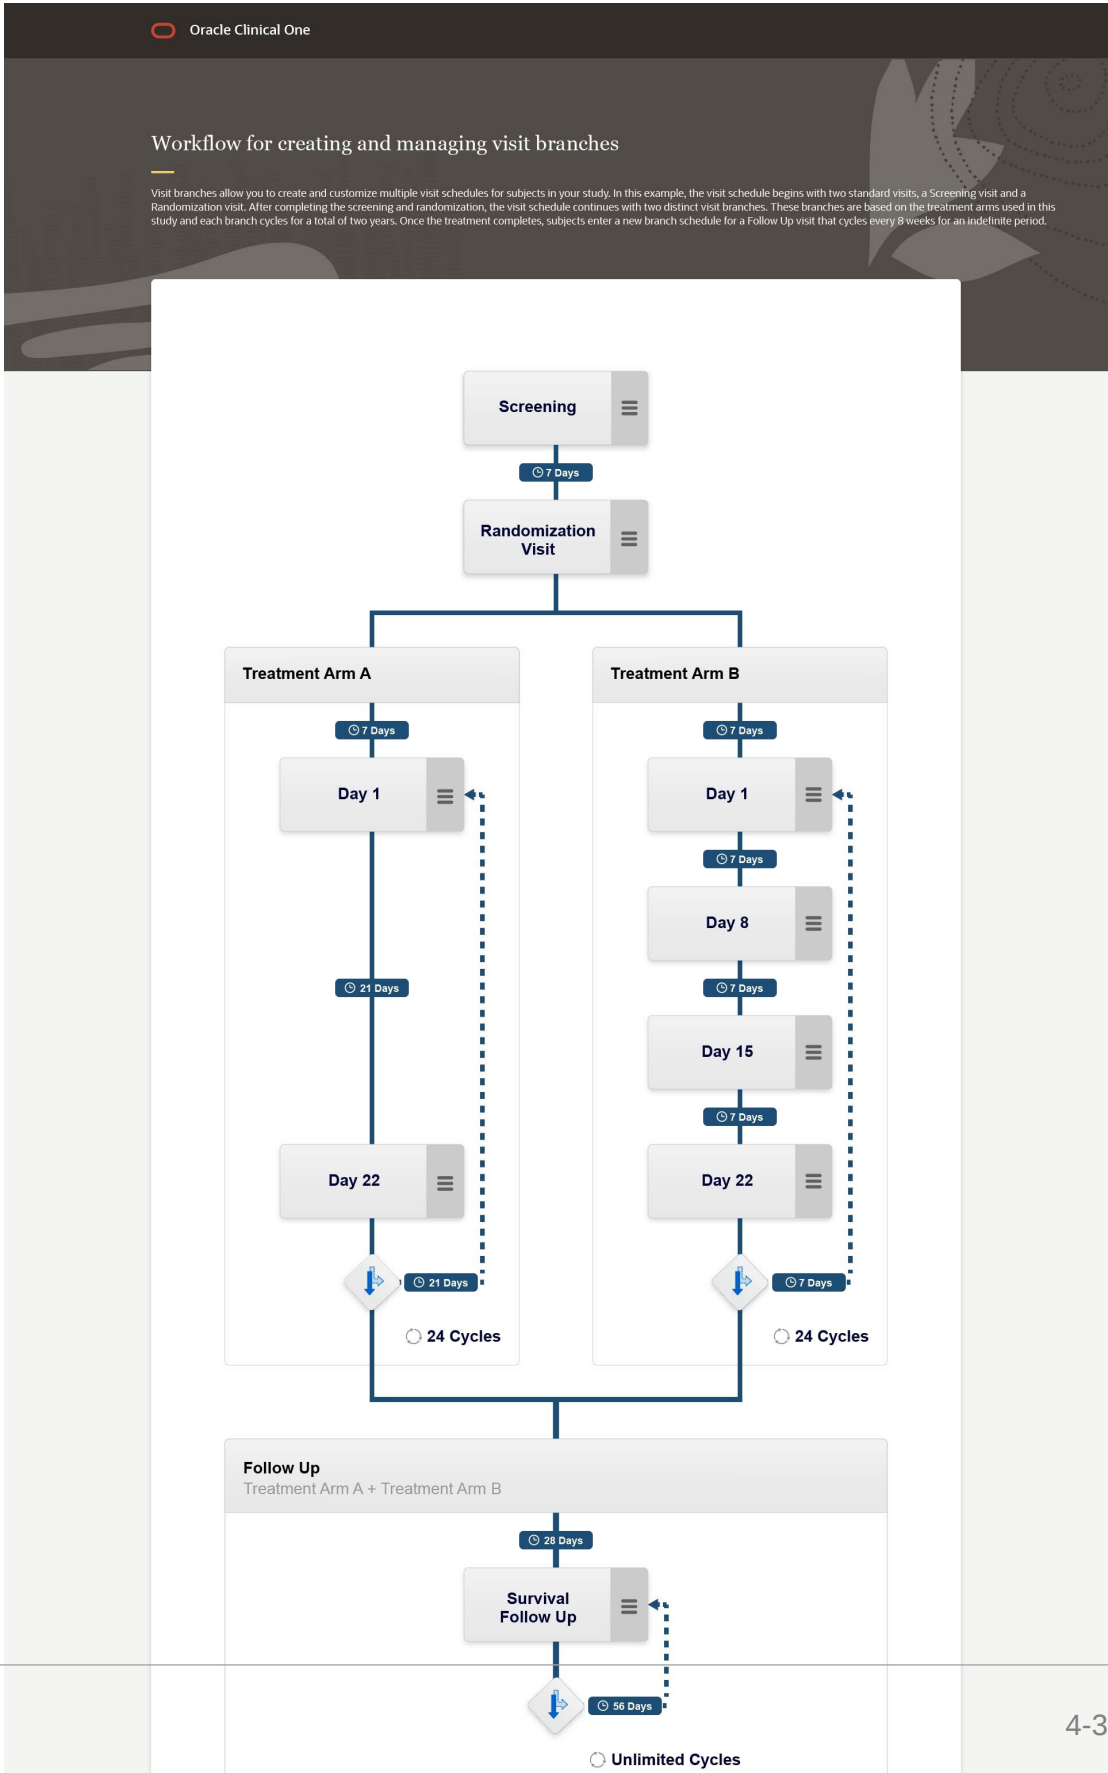 Oracle Clinical One
Workflow for creating and managing visit branches
Visit branches allow you to create and customize multiple visit schedules for subjects in your study. In this example, the visit schedule begins with two standard visits, a Screening visit and a
Randomization visit. After completing the screening and randomization, the visit schedule continues with two distinct visit branches. These branches are based on the treatment arms used in this
study and each branch cycles for a total of two years. Once the treatment completes, subjects enter a new branch schedule for a Follow Up visit that cycles every 8 weeks for an indefinite period.
Screening
7 Days
Randomization
Visit
Treatment Arm A
7 Days
Day 1
21 Days
Day 22
21 Days
24 Cycles
Treatment Arm B
7 Days
Day 1
7 Days
Day 8
7 Days
Day 15
7 Days
Day 22
7 Days
24 Cycles
Follow Up
Treatment Arm A + Treatment Arm B
28 Days
Survival
Follow Up
56 Days
Unlimited Cycles
4-3